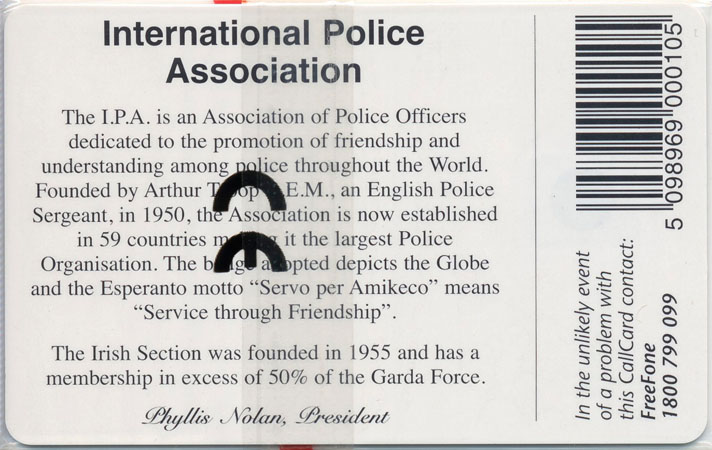 International Police
Association
The I.P.A. is an Association of Police Officers
dedicated to the promotion of friendship and
understanding among police throughout the World.
Founded by Arthur E.M., an English Police
Sergeant, in 1950, the Association is now established
in 59 countries it the largest Police
Organisation. The adopted depicts the Globe
and the Esperanto motto “Servo per Amikeco” means
“Service through Friendship”.
The Irish Section was founded in 1955 and has a
membership in excess of 50% of the Garda Force.
Phyllis Nolan, President
CE
5 098969 000105
In the unlikely event
of a problem with
this CallCard contact:
FreeFone
1800 799 099